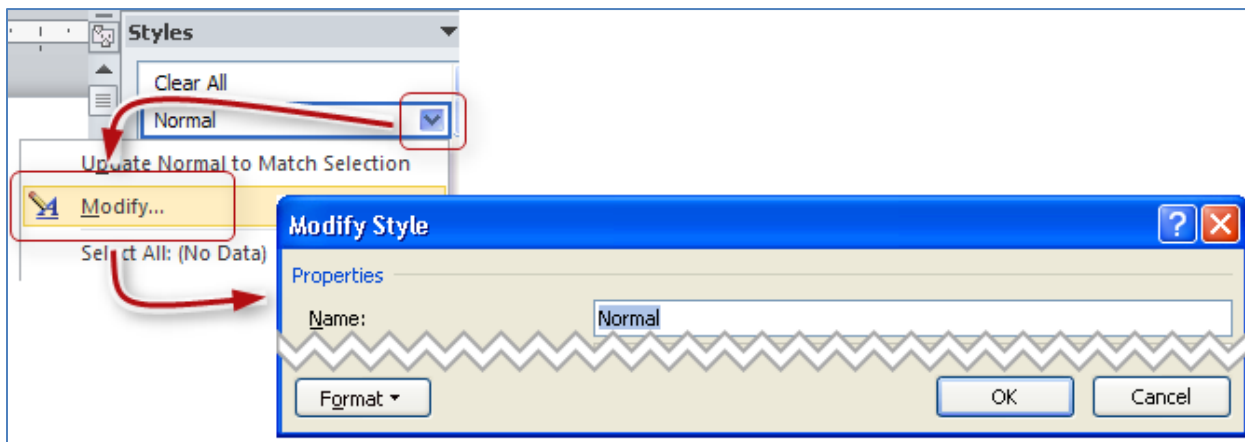 Styles
Clear All
Normal
Update Normal to Match Selection
Modify...
Select All: (No Data)
Modify Style
Properties
Name:
Normal
Format
OK
Cancel